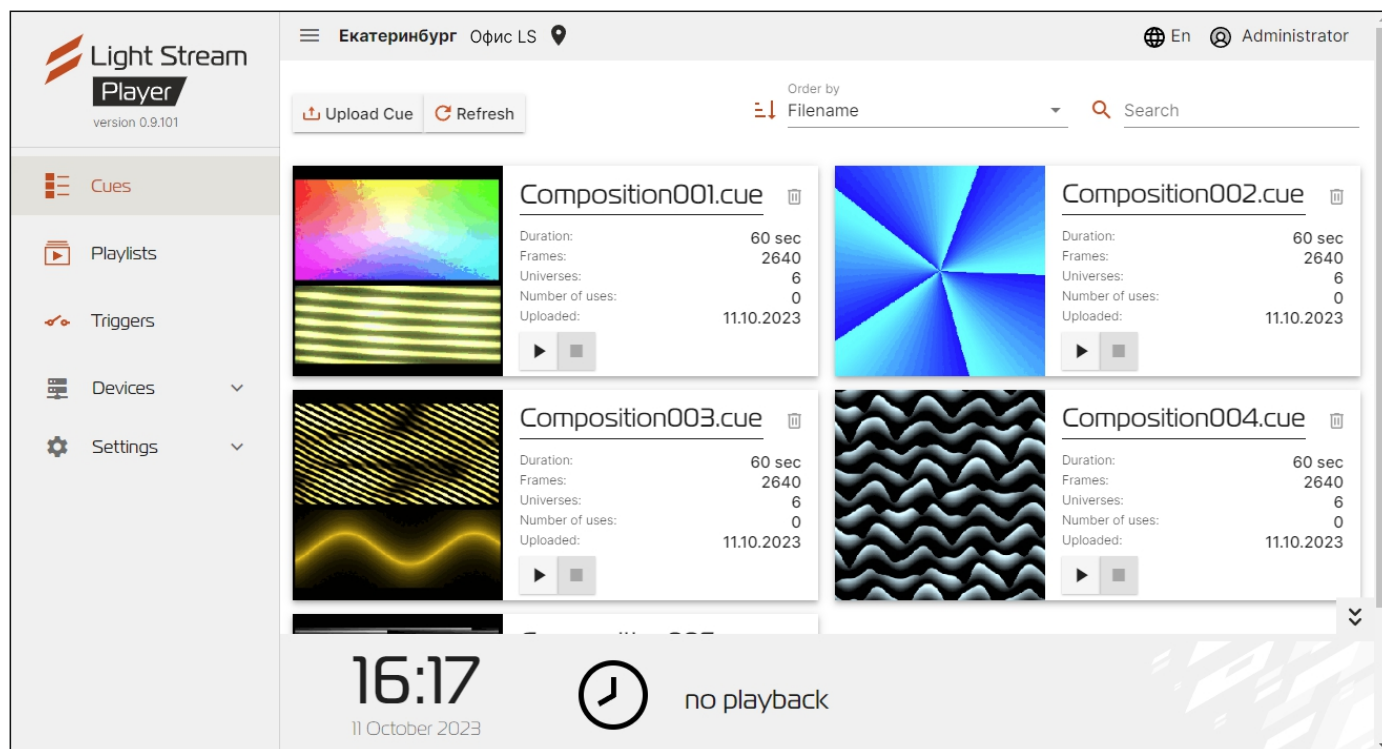 Light Stream
Player
version 0.9.101
Cues
Playlists
Triggers
Devices
Settings
Екатеринбург Офис LS
En Administrator
Upload Cue Refresh
Order by
Filename
Search
Composition001.cue
Duration: 60 sec
Frames: 2640
Universes: 6
Number of uses: 0
Uploaded: 11.10.2023
Composition002.cue
Duration: 60 sec
Frames: 2640
Universes: 6
Number of uses: 0
Uploaded: 11.10.2023
Composition003.cue
Duration: 60 sec
Frames: 2640
Universes: 6
Number of uses: 0
Uploaded: 11.10.2023
Composition004.cue
Duration: 60 sec
Frames: 2640
Universes: 6
Number of uses: 0
Uploaded: 11.10.2023
16:17
11 October 2023
no playback